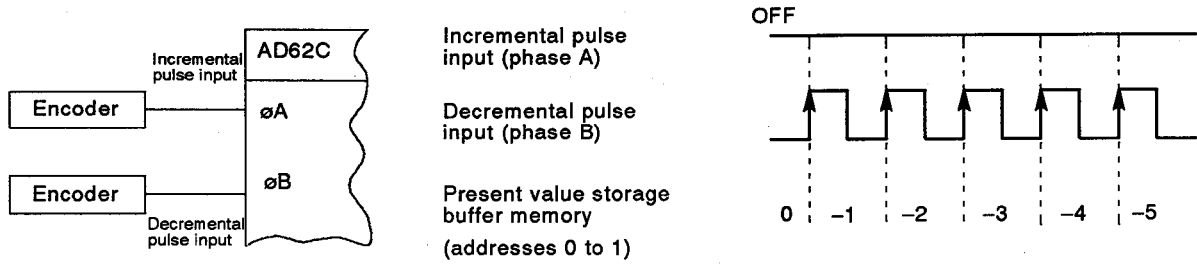 Incremental
pulse input
AD62C
Encoder
øA
Encoder
øB
Decremental
pulse input
Incremental pulse
input (phase A)
Decremental pulse
input (phase B)
Present value storage
buffer memory
(addresses 0 to 1)
OFF
0 −1 −2 −3 −4 −5